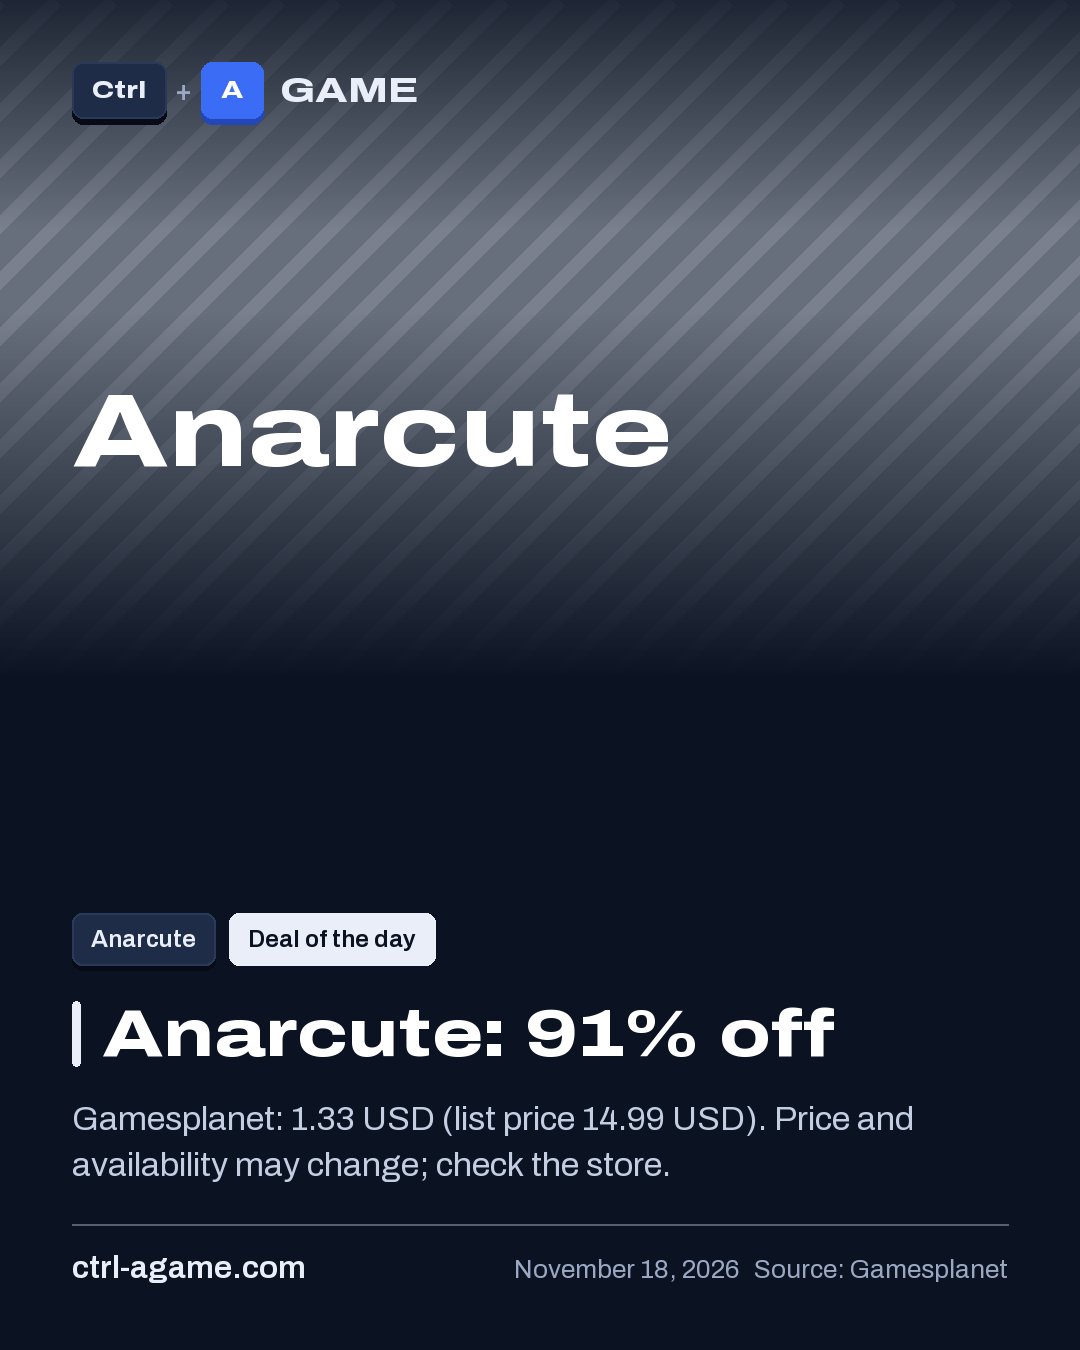 Ctrl + A GAME
Anarcute
Anarcute Deal of the day
Anarcute: 91% off
Gamesplanet: 1.33 USD (list price 14.99 USD). Price and
availability may change; check the store.
ctrl-agame.com November 18, 2026 Source: Gamesplanet